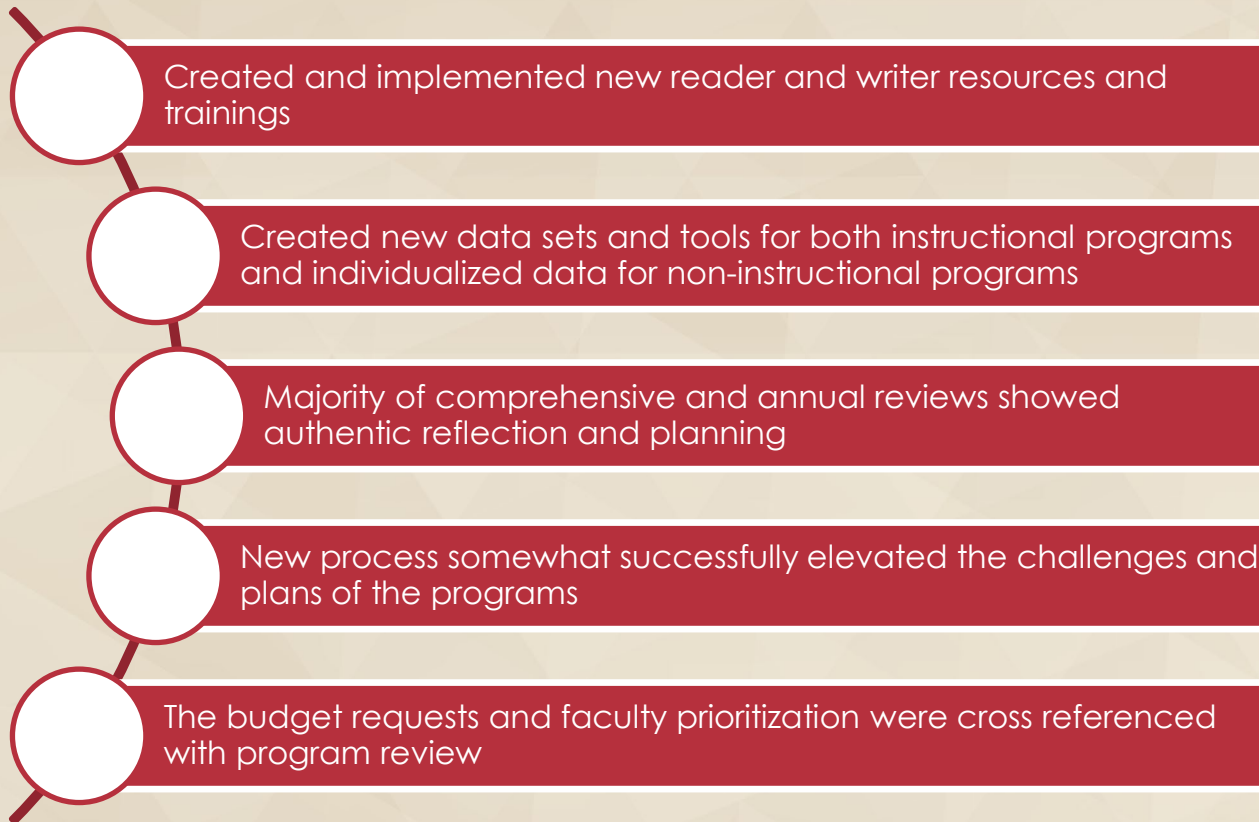 Created and implemented new reader and writer resources and
trainings
Created new data sets and tools for both instructional programs
and individualized data for non-instructional programs
Majority of comprehensive and annual reviews showed
authentic reflection and planning
New process somewhat successfully elevated the challenges and
plans of the programs
The budget requests and faculty prioritization were cross referenced
with program review